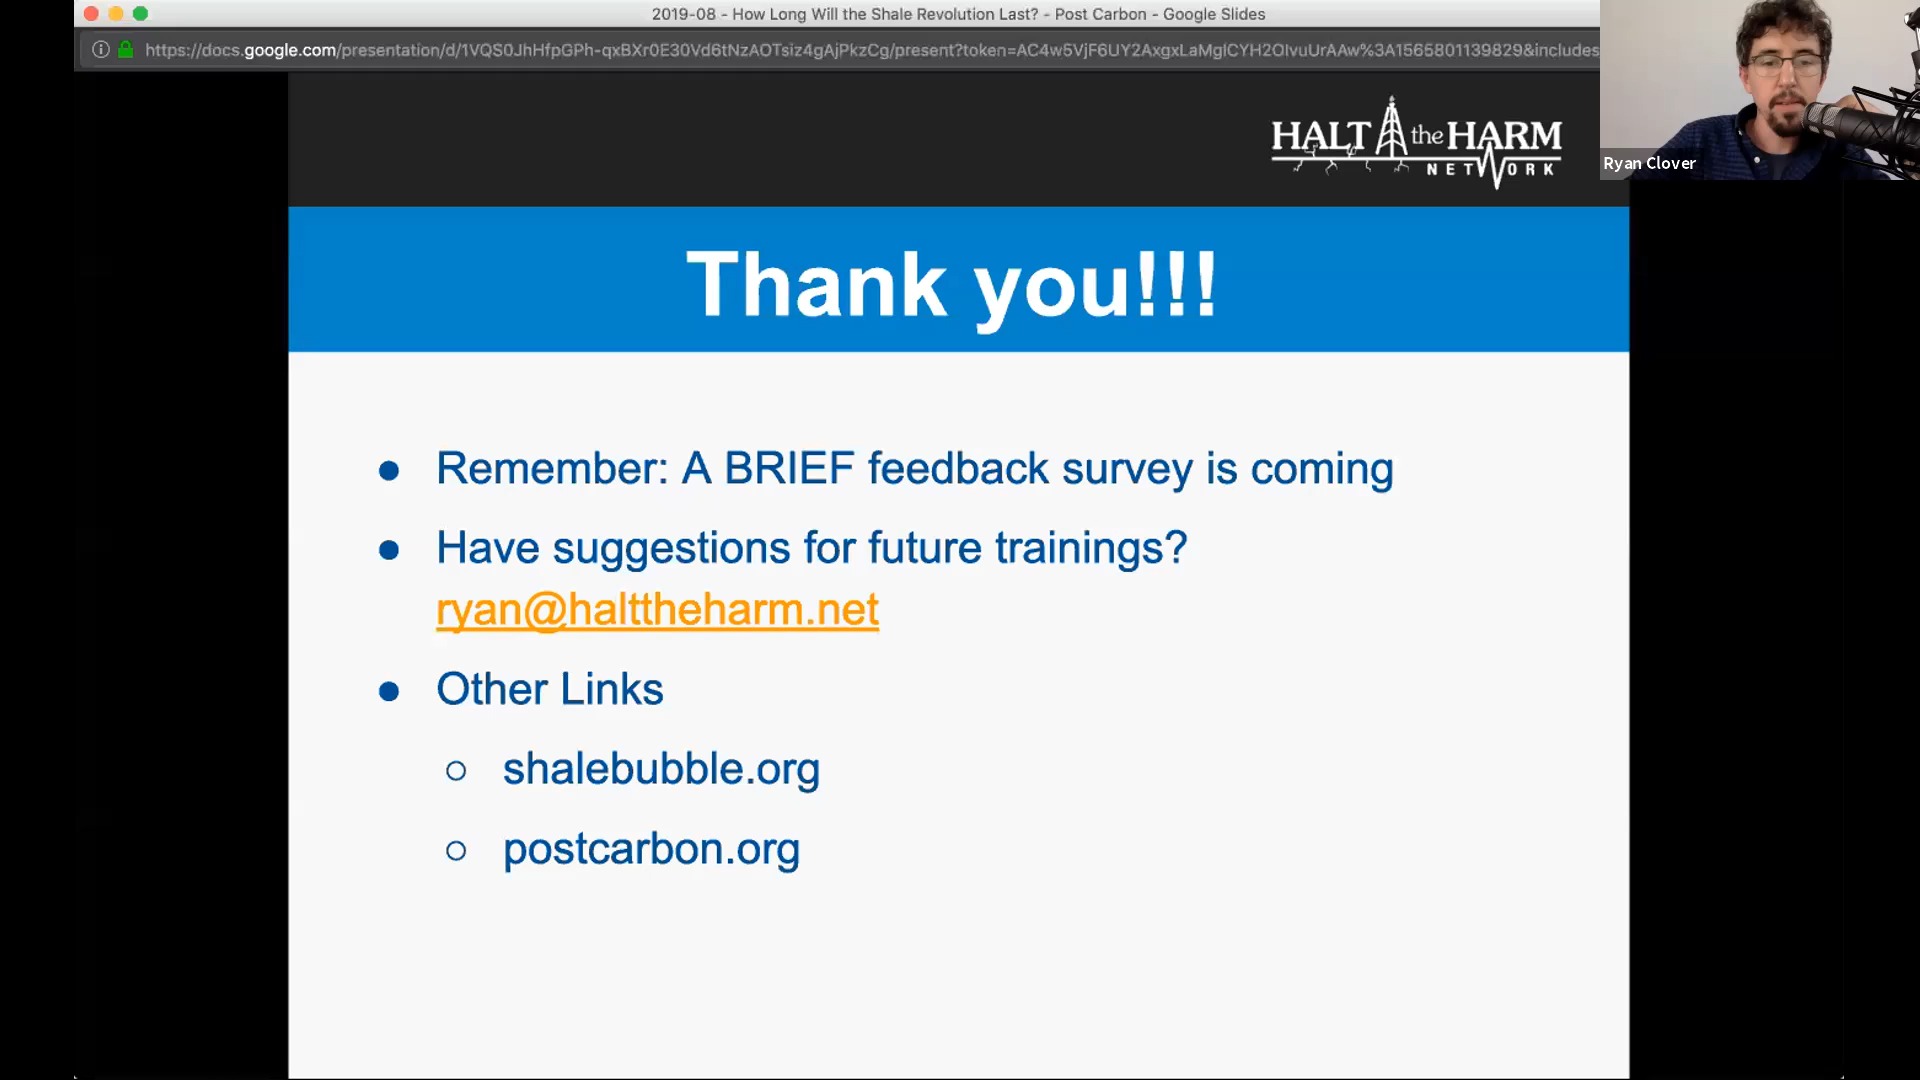 2019-08 - How Long Will the Shale Revolution Last? - Post Carbon - Google Slides
https://docs.google.com/presentation/d/1VQS0JhHfpGPh-qxBXr0E30Vd6tNzAOTsiz4gAjPkzCg/present?token=AC4w5VjF6UY2AxgxLaMglCYH2OlvuUrAAw%3A1565801139829&includes
HALT the HARM
NETWORK
Ryan Clover
Thank you!!!
● Remember: A BRIEF feedback survey is coming
● Have suggestions for future trainings?
ryan@halttheharm.net
● Other Links
○ shalebubble.org
○ postcarbon.org